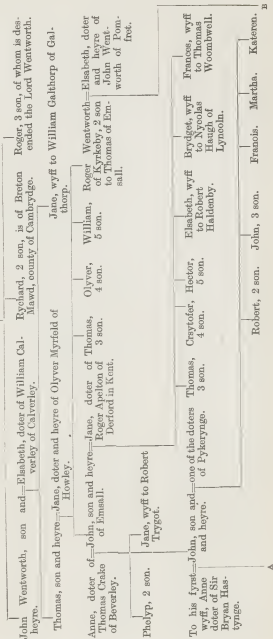 John Wentworth, son and heyre.═Elsabeth, doter of William Calverley of Calverley.
Rychard, 2 son, is of Breton Mawd, county of Cambrydge.
Roger, 3 son, of whom is descended the Lord Wentworth.
Thomas, son and heyre═Jane, doter and heyre of Olyver Myrfeld of Howley.
Jane, wyff to William Galthorp of Galthorp.
Anne, doter of Thomas Crake of Beverley.═John, son and heyre of Emsall.═Jane, doter of Roger Apelton of Derford in Kent.
Thomas, 3 son.
Olyver, 4 son.
William, 5 son.
Roger Wentworth of Kyrkeby, 2 son to Thomas of Emsall.═Elsabeth, doter and heyre of John Wentworth of Pomfret.
Phelyp, 2 son.
Jane, wyff to Robert Trygot.
To his fyrst wyff, Anne doter of Sir Bryan Hastynge.═John, son and heyre.═one of the doters of Pykerynge.
Thomas, 3 son.
Crsytofer, 4 son.
Hector, 5 son.
Elsabeth, wyff to Robert Haldenby.
Brydget, wyff to Nycolas Haugh of Lyncoln.
Frances, wyff to Thomas Woombwell.
Robert, 2 son.
John, 3 son.
Francis.
Martha.
Kateron.
A
B